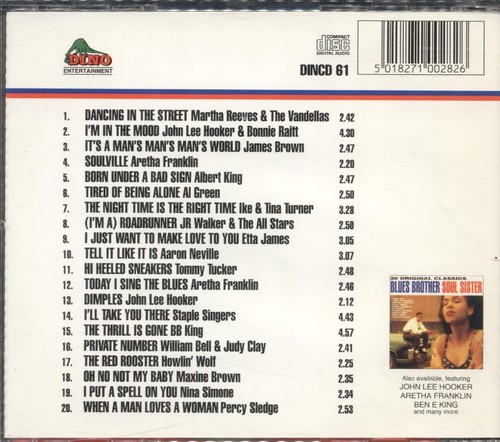 DINO
ENTERTAINMENT
COMPACT
disc
DIGITAL AUDIO
DINCD 61
5 018271 002826
1. DANCING IN THE STREET Martha Reeves & The Vandellas 2.42
2. I'M IN THE MOOD John Lee Hooker & Bonnie Raitt 4.30
3. IT'S A MAN'S MAN'S MAN'S WORLD James Brown 2.47
4. SOULVILLE Aretha Franklin 2.20
5. BORN UNDER A BAD SIGN Albert King 2.47
6. TIRED OF BEING ALONE Al Green 2.50
7. THE NIGHT TIME IS THE RIGHT TIME Ike & Tina Turner 3.28
8. (I'M A) ROADRUNNER JR Walker & The All Stars 2.50
9. I JUST WANT TO MAKE LOVE TO YOU Etta James 3.05
10. TELL IT LIKE IT IS Aaron Neville 3.07
11. HI HEELED SNEAKERS Tommy Tucker 2.48
12. TODAY I SING THE BLUES Aretha Franklin 2.46
13. DIMPLES John Lee Hooker 2.12
14. I'LL TAKE YOU THERE Staple Singers 4.43
15. THE THRILL IS GONE BB King 4.57
16. PRIVATE NUMBER William Bell & Judy Clay 2.41
17. THE RED ROOSTER Howlin' Wolf 2.25
18. OH NO NOT MY BABY Maxine Brown 2.35
19. I PUT A SPELL ON YOU Nina Simone 2.34
20. WHEN A MAN LOVES A WOMAN Percy Sledge 2.53
20 ORIGINAL CLASSICS
BLUES BROTHER SOUL SISTER
Also available, featuring
JOHN LEE HOOKER
ARETHA FRANKLIN
BEN E KING
and many more